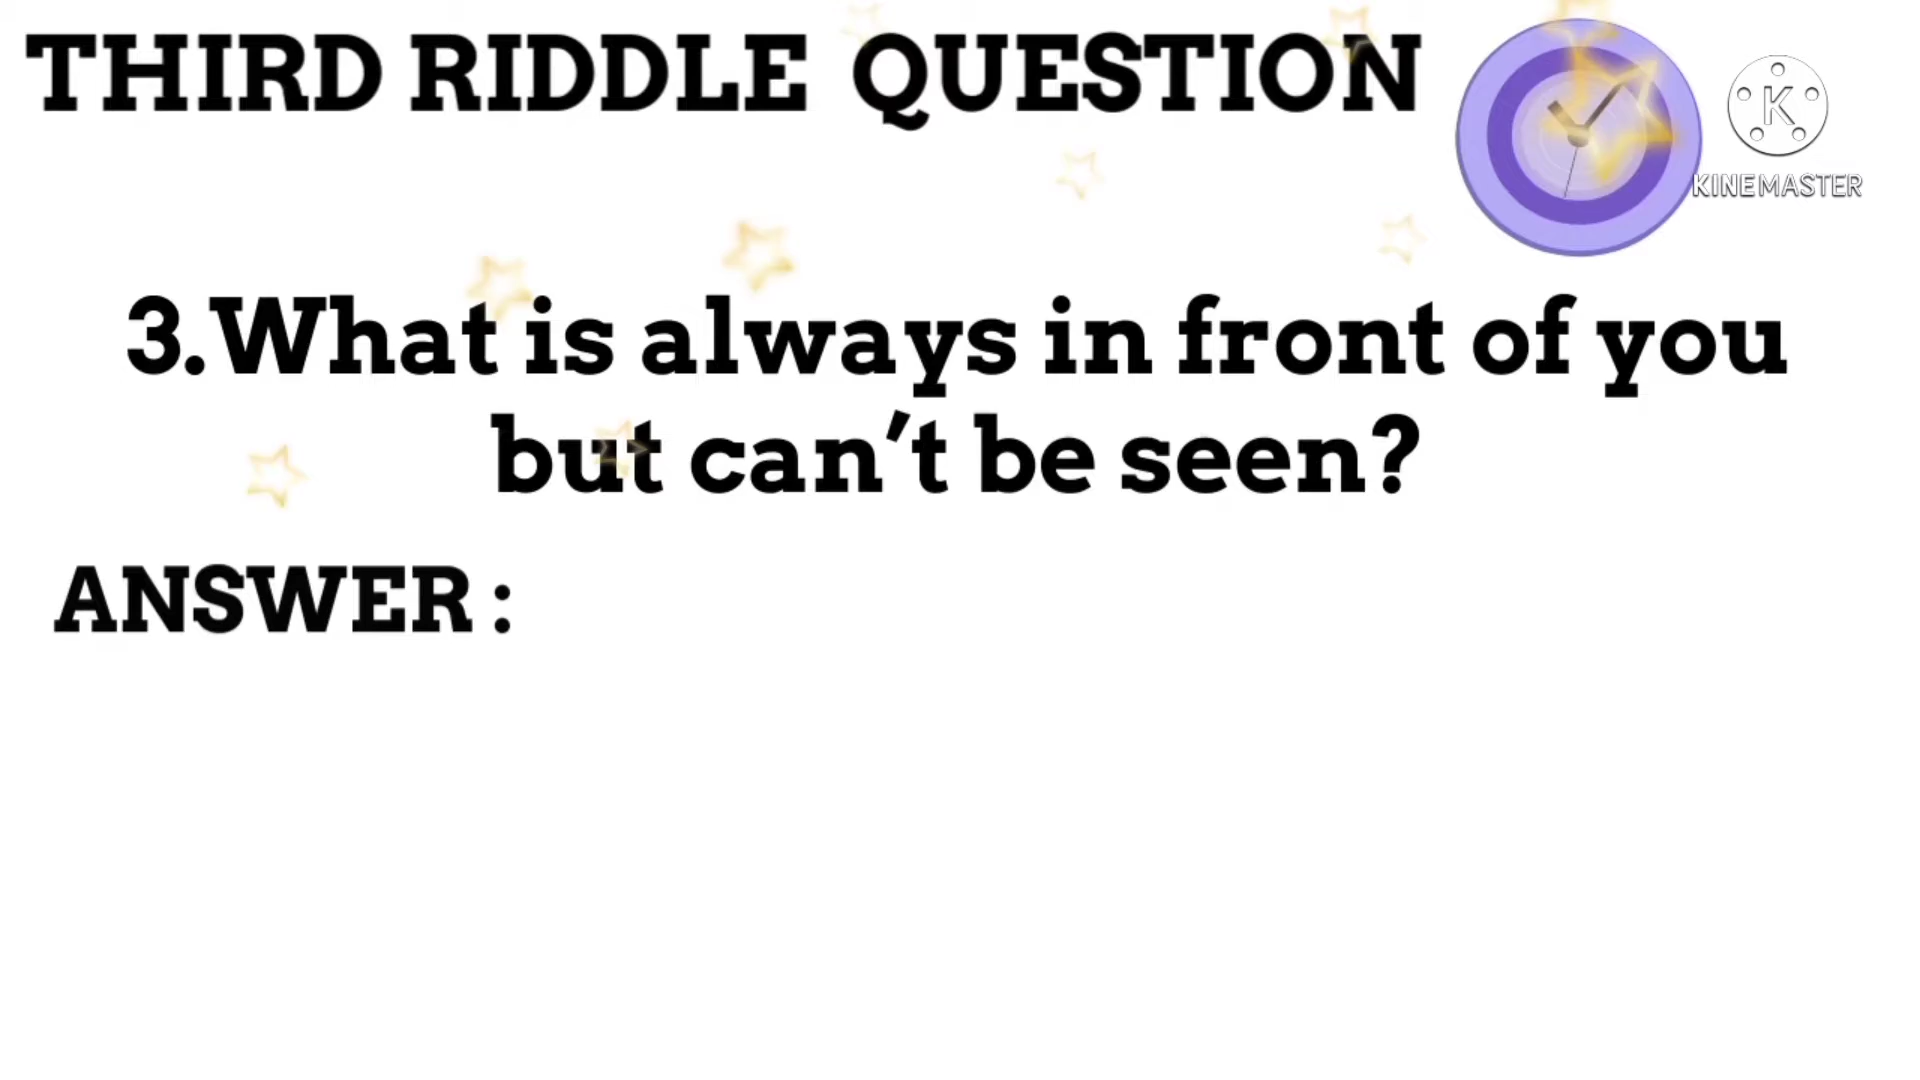 THIRD RIDDLE QUESTION
K
KINEMASTER
3.What is always in front of you
but can't be seen?
ANSWER :